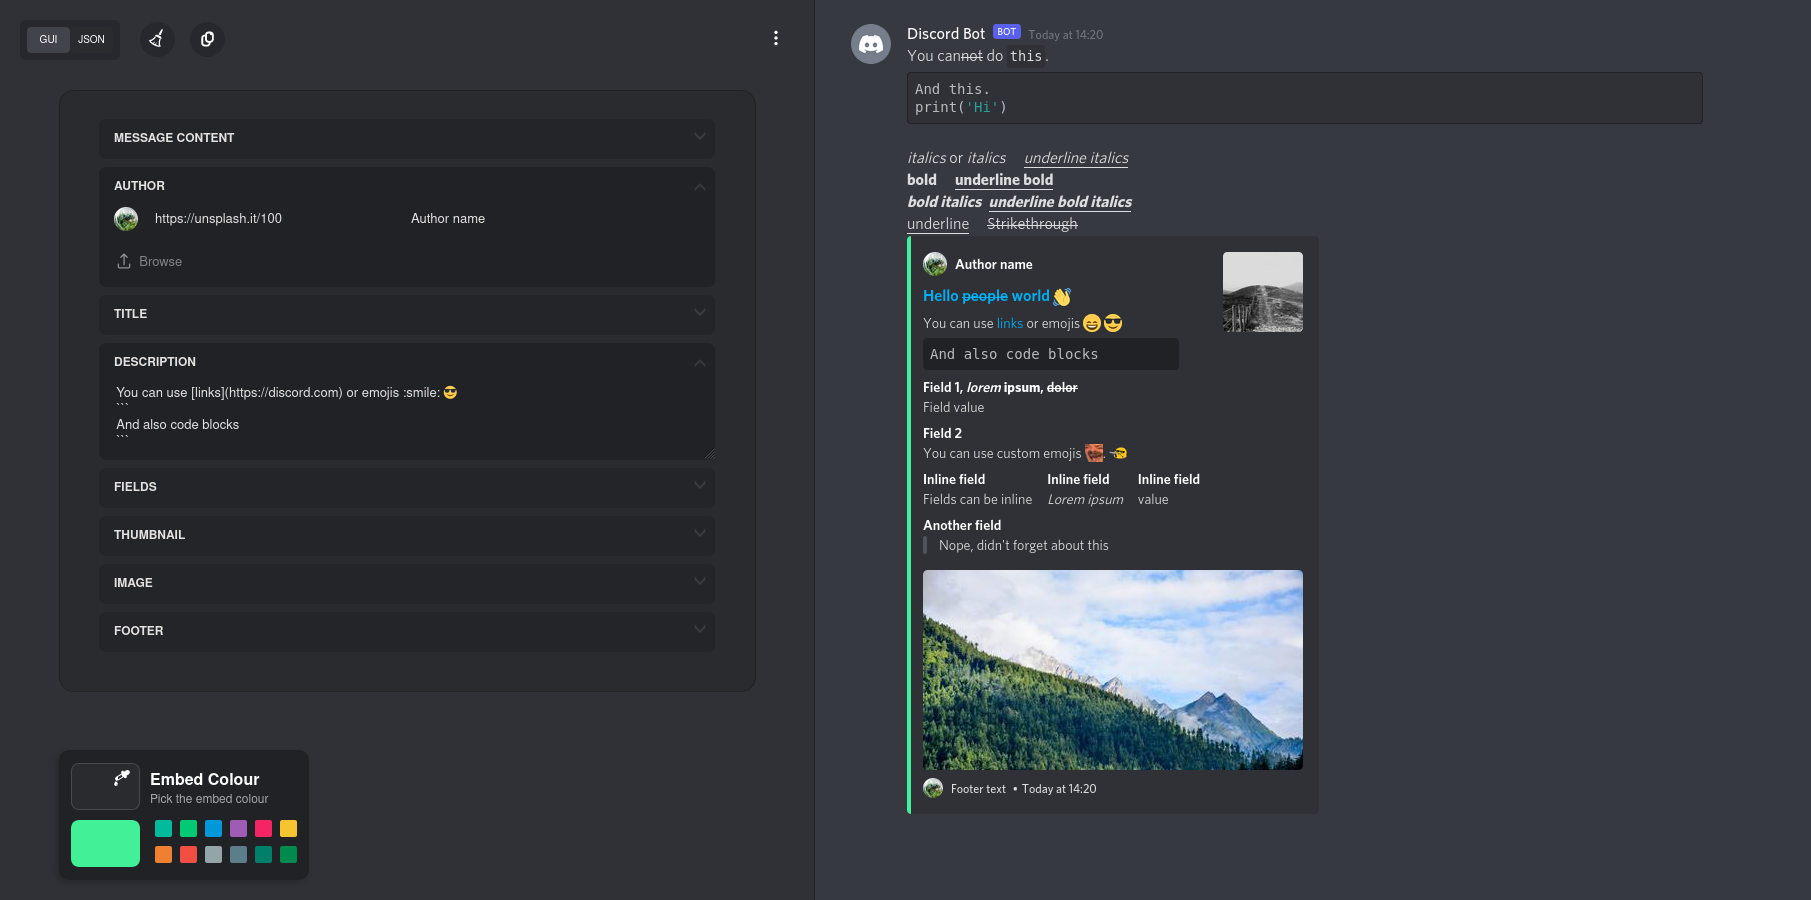 GUI JSON
MESSAGE CONTENT
AUTHOR
https://unsplash.it/100 Author name
Browse
TITLE
DESCRIPTION
You can use [links](https://discord.com) or emojis :smile: 😎
```
And also code blocks
```
FIELDS
THUMBNAIL
IMAGE
FOOTER
Embed Colour
Pick the embed colour
Discord Bot BOT Today at 14:20
You cannot do this.
And this.
print('Hi')
italics or italics underline italics
bold underline bold
bold italics underline bold italics
underline Strikethrough
Author name
Hello people world 👋
You can use links or emojis 😄 😎
And also code blocks
Field 1, lorem ipsum, dolor
Field value
Field 2
You can use custom emojis
Inline field Inline field Inline field
Fields can be inline Lorem ipsum value
Another field
Nope, didn't forget about this
Footer text • Today at 14:20